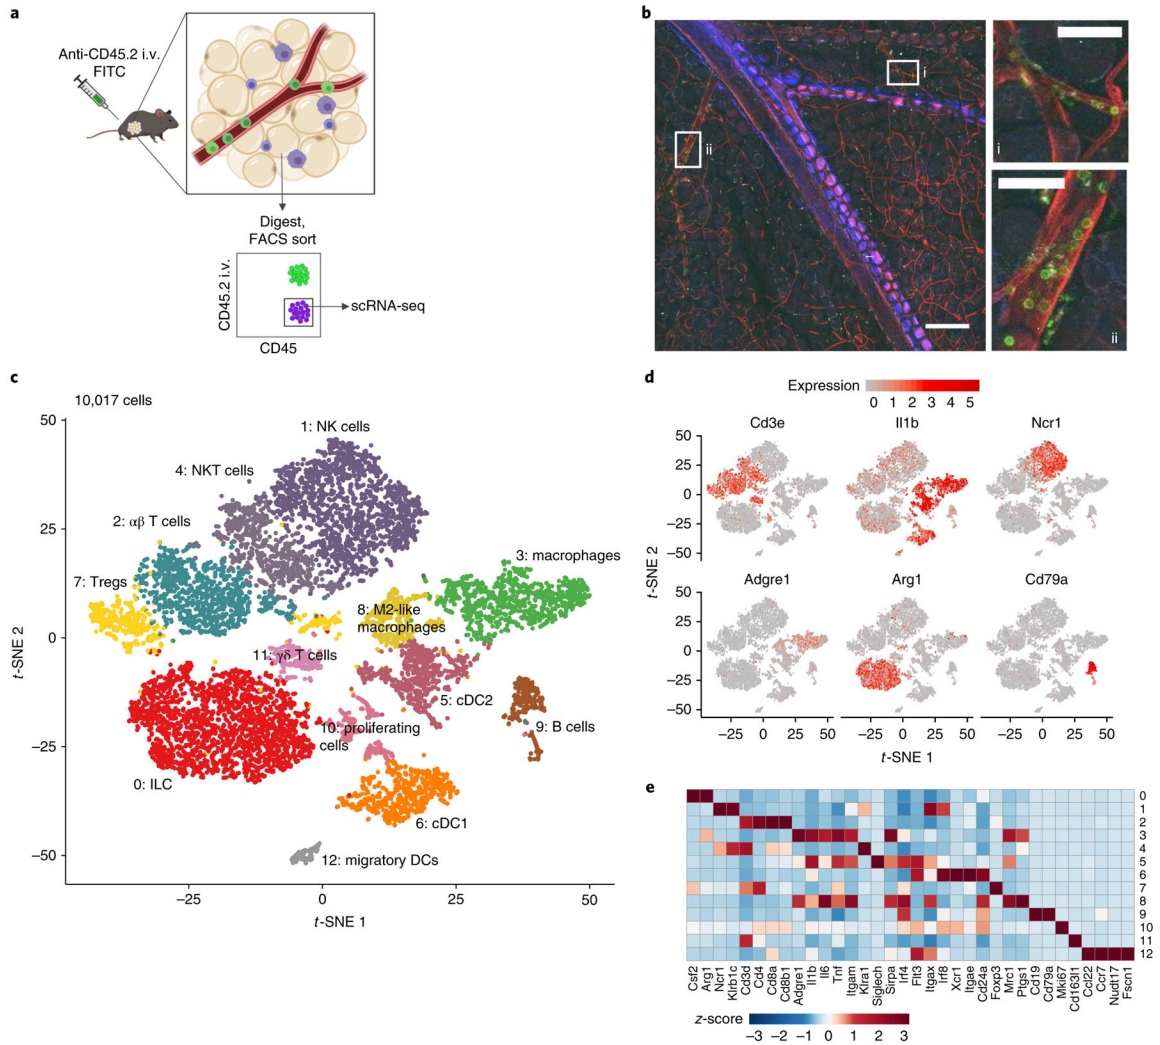 a
Anti-CD45.2 i.v.
FITC
Digest,
FACS sort
CD45.2 i.v.
scRNA-seq
CD45
b
i
ii
i
ii
c
10,017 cells
1: NK cells
4: NKT cells
2: αβ T cells
7: Tregs
3: macrophages
8: M2-like
macrophages
11: γδ T cells
5: cDC2
10: proliferating
cells
9: B cells
0: ILC
6: cDC1
12: migratory DCs
50
25
0
−25
−50
t-SNE 2
−25
0
25
50
t-SNE 1
d
Expression
0 1 2 3 4 5
Cd3e
Il1b
Ncr1
50
25
0
−25
−50
Adgre1
Arg1
Cd79a
50
25
0
−25
−50
t-SNE 2
−25 0 25 50
−25 0 25 50
−25 0 25 50
t-SNE 1
e
0
1
2
3
4
5
6
7
8
9
10
11
12
Csf2
Arg1
Ncr1
Klrb1c
Cd3d
Cd4
Cd8a
Cd8b1
Adgre1
Il1b
Il6
Tnf
Itgam
Klra1
Siglech
Sirpa
Irf4
Flt3
Itgax
Irf8
Xcr1
Itgae
Cd24a
Foxp3
Mrc1
Ptgs1
Cd19
Cd79a
Mki67
Cd163l1
Ccl22
Ccr7
Nudt17
Fscn1
z-score
−3 −2 −1 0 1 2 3